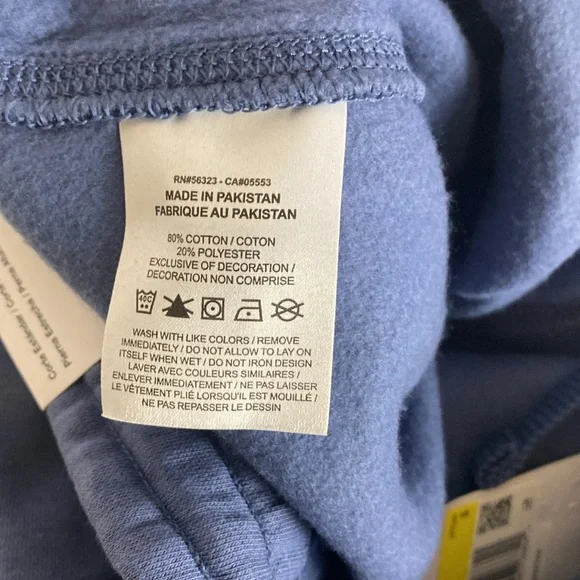 RN#56323 - CA#05553
MADE IN PAKISTAN
FABRIQUE AU PAKISTAN
80% COTTON / COTON
20% POLYESTER
EXCLUSIVE OF DECORATION /
DECORATION NON COMPRISE
40C
WASH WITH LIKE COLORS / REMOVE
IMMEDIATELY / DO NOT ALLOW TO LAY ON
ITSELF WHEN WET / DO NOT IRON DESIGN
LAVER AVEC COULEURS SIMILAIRES /
ENLEVER IMMEDIATEMENT / NE PAS LAISSER
LE VÊTEMENT PLIÉ LORSQU'IL EST MOUILLÉ /
NE PAS REPASSER LE DESSIN